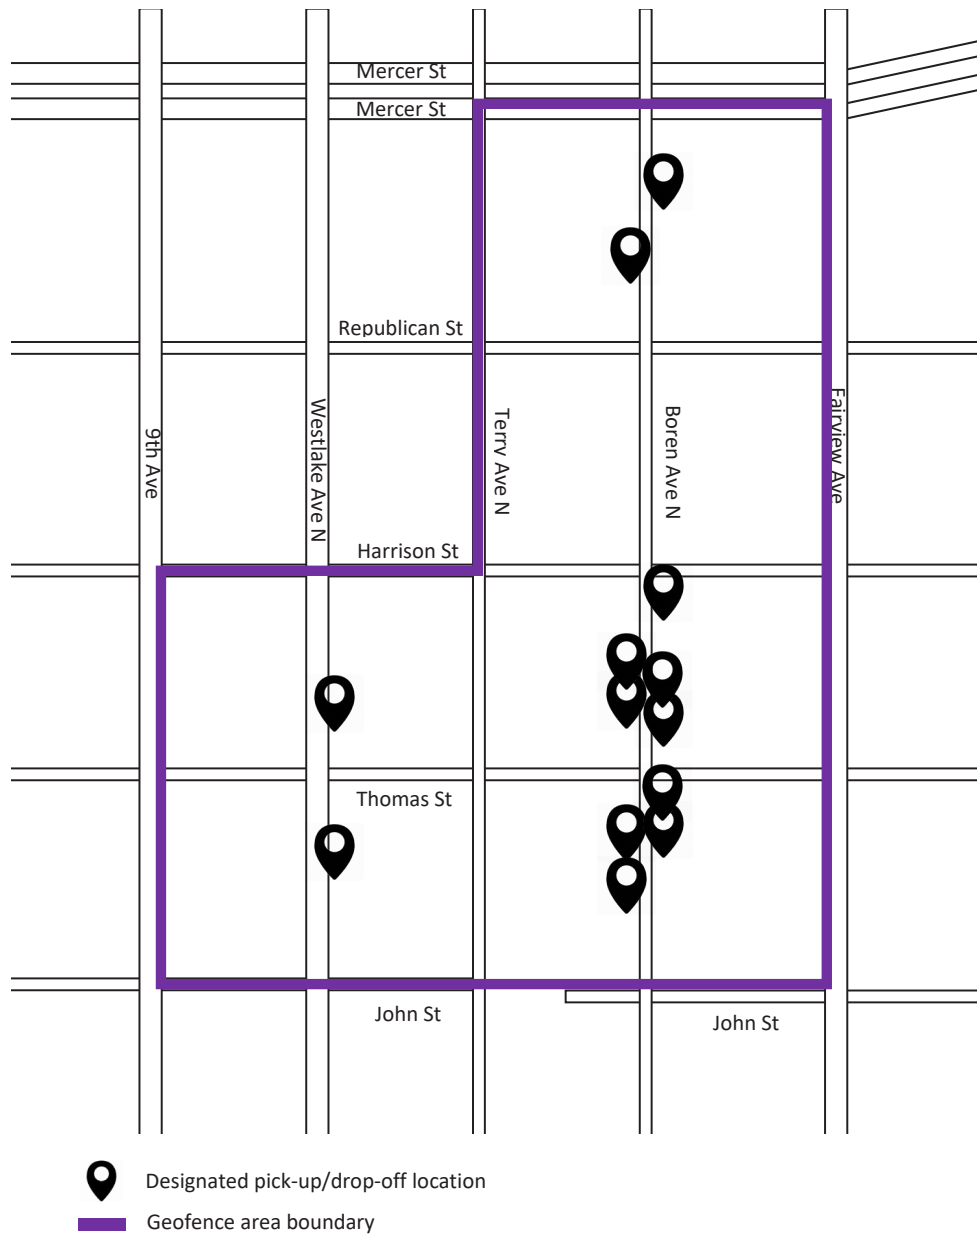 Mercer St
Mercer St
Republican St
9th Ave
Westlake Ave N
Terry Ave N
Boren Ave N
Fairview Ave
Harrison St
Thomas St
John St
John St
Designated pick-up/drop-off location
Geofence area boundary